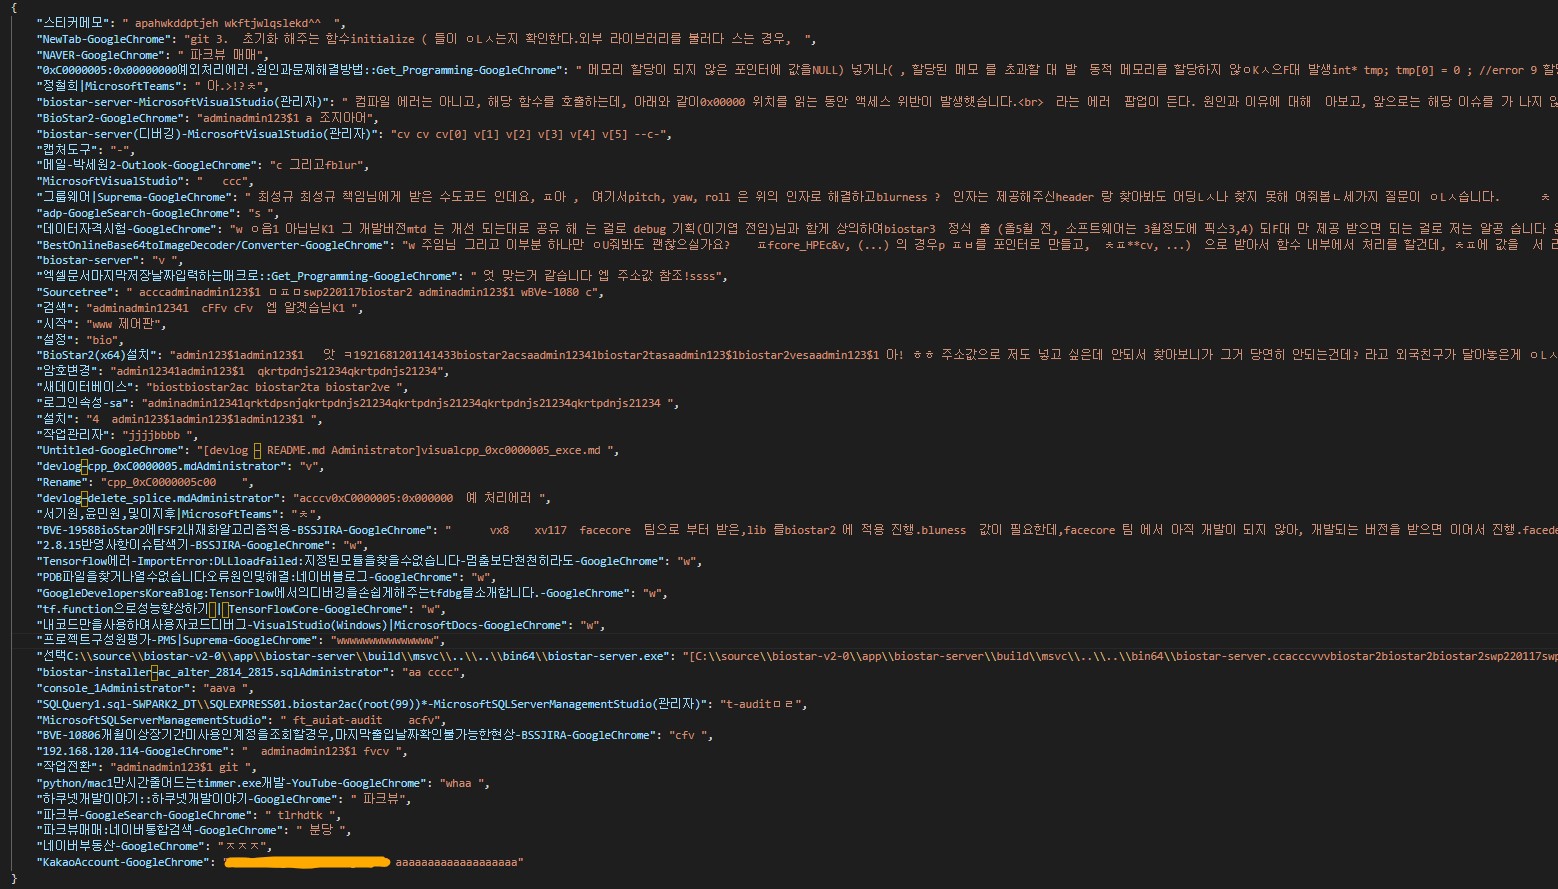 {
"스티커메모": " apahwkddptjeh wkftjwlqslekd^^  ",
"NewTab-GoogleChrome": "git 3.  초기화 해주는 함수initialize ( 들이 ㅇㄴㅅ는지 확인한다.외부 라이브러리를 불러다 스는 경우,  ",
"NAVER-GoogleChrome": " 파크뷰 매매",
"0xC0000005:0x00000000예외처리에러.원인과문제해결방법::Get_Programming-GoogleChrome": " 메모리 할당이 되지 않은 포인터에 값을NULL) 넣거나( , 할당된 메모 를 초과할 대 발  동적 메모리를 할당하지 않ㅇKㅅ으F대 발생int* tmp; tmp[0] = 0 ; //error 9 할당
"정철희|MicrosoftTeams": " 아.>!?ㅊ",
"biostar-server-MicrosoftVisualStudio(관리자)": " 컴파일 에러는 아니고, 해당 함수를 호출하는데, 아래와 같이0x00000 위치를 읽는 동안 액세스 위반이 발생햇습니다.<br>  라는 에러  팝업이 든다. 원인과 이유에 대해  아보고, 앞으로는 해당 이슈를 가 나지 않
"BioStar2-GoogleChrome": "adminadmin123$1 a 조지아어",
"biostar-server(디버깅)-MicrosoftVisualStudio(관리자)": "cv cv cv[0] v[1] v[2] v[3] v[4] v[5] --c-",
"캡처도구": "-",
"메일-박세원2-Outlook-GoogleChrome": "c 그리고fblur",
"MicrosoftVisualStudio": "   ccc",
"그룹웨어|Suprema-GoogleChrome": " 최성규 최성규 책임님에게 받은 수도코드 인데요, ㅍ아 ,  여기서pitch, yaw, roll 은 위의 인자로 해결하고blurness ?  인자는 제공해주신header 랑 찾아봐도 어딩ㄴㅅ나 찾지 못해 여줘봅ㄴ세가지 질문이 ㅇㄴㅅ습니다.      ㅊ
"adp-GoogleSearch-GoogleChrome": "s ",
"데이터자격시험-GoogleChrome": "w ㅇ음1 아닙닏K1 그 개발버전mtd 는 개선 되는대로 공유 해 는 걸로 debug 기획(이기업 전임)님과 함게 상의하여biostar3  정식 출 (올5월 전, 소프트웨어는 3월정도에 픽스3,4) 되F대 만 제공 받으면 되는 걸로 저는 알공 습니다
"BestOnlineBase64toImageDecoder/Converter-GoogleChrome": "w 주임님 그리고 이부분 하나만 ㅇU줘봐도 괜찮으실가요?   ㅍfcore_HPEc&v, (...) 의 경우p ㅍㅂ를 포인터로 만들고, ㅊㅍ**cv, ...)  으로 받아서 함수 내부에서 처리를 할건데, ㅊㅍ에 값을  서 리
"biostar-server": "v ",
"엑셀문서마지막저장날짜입력하는매크로::Get_Programming-GoogleChrome": " 엇 맞는거 같습니다 엡 주소값 참조!ssss",
"Sourcetree": " acccadminadmin123$1 ㅁㅍㅁswp220117biostar2 adminadmin123$1 wBVe-1080 c",
"검색": "adminadmin12341  cFFv cFv  엡 알겟습닏K1 ",
"시작": "www 제어판",
"설정": "bio",
"BioStar2(x64)설치": "admin123$1admin123$1   앗 ㅋ1921681201141433biostar2acsaadmin12341biostar2tasaadmin123$1biostar2vesaadmin123$1 아! ㅎㅎ 주소값으로 저도 넣고 싶은데 안되서 찾아보니가 그거 당연히 안되는건데? 라고 외국친구가 달아놓은게 ㅇㄴㅅ
"암호변경": "admin12341admin123$1  qkrtpdnjs21234qkrtpdnjs21234",
"새데이터베이스": "biostbiostar2ac biostar2ta biostar2ve ",
"로그인속성-sa": "adminadmin12341qrktdpsnjqkrtpdnjs21234qkrtpdnjs21234qkrtpdnjs21234qkrtpdnjs21234 ",
"설치": "4  admin123$1admin123$1admin123$1 ",
"작업관리자": "jjjjbbbb ",
"Untitled-GoogleChrome": "[devlog – README.md Administrator]visualcpp_0xc0000005_exce.md ",
"devlog–cpp_0xC0000005.mdAdministrator": "v",
"Rename": "cpp_0xC0000005c00    ",
"devlog–delete_splice.mdAdministrator": "acccv0xC0000005:0x000000  예 처리에러 ",
"서기원,윤민원,및이지후|MicrosoftTeams": "ㅊ",
"BVE-1958BioStar2에FSF2내재화알고리즘적용-BSSJIRA-GoogleChrome": "      vx8    xv117  facecore  팀으로 부터 받은,lib 를biostar2 에 적용 진행.bluness  값이 필요한데,facecore 팀 에서 아직 개발이 되지 않아, 개발되는 버전을 받으면 이어서 진행.facede
"2.8.15반영사항이슈탐색기-BSSJIRA-GoogleChrome": "w",
"Tensorflow에러-ImportError:DLLloadfailed:지정된모듈을찾을수없습니다-멈춤보단천천히라도-GoogleChrome": "w",
"PDB파일을찾거나열수없습니다오류원인및해결:네이버블로그-GoogleChrome": "w",
"GoogleDevelopersKoreaBlog:TensorFlow에서의디버깅을손쉽게해주는tfdbg를소개합니다.-GoogleChrome": "w",
"tf.function으로성능향상하기 | TensorFlowCore-GoogleChrome": "w",
"내코드만을사용하여사용자코드디버그-VisualStudio(Windows)|MicrosoftDocs-GoogleChrome": "w",
"프로젝트구성원평가-PMS|Suprema-GoogleChrome": "wwwwwwwwwwwwwww",
"선택C:\\source\\biostar-v2-0\\app\\biostar-server\\build\\msvc\\..\\..\\bin64\\biostar-server.exe": "[C:\\source\\biostar-v2-0\\app\\biostar-server\\build\\msvc\\..\\..\\bin64\\biostar-server.ccacccvvvbiostar2biostar2biostar2swp220117swp
"biostar-installer–ac_alter_2814_2815.sqlAdministrator": "aa cccc",
"console_1Administrator": "aava ",
"SQLQuery1.sql-SWPARK2_DT\\SQLEXPRESS01.biostar2ac(root(99))*-MicrosoftSQLServerManagementStudio(관리자)": "t-auditㅁㄹ",
"MicrosoftSQLServerManagementStudio": " ft_auiat-audit    acfv",
"BVE-10806개월이상장기간미사용인계정을조회할경우,마지막출입날짜확인불가능한현상-BSSJIRA-GoogleChrome": "cfv ",
"192.168.120.114-GoogleChrome": "  adminadmin123$1 fvcv ",
"작업전환": "adminadmin123$1 git ",
"python/mac1만시간줄어드는timmer.exe개발-YouTube-GoogleChrome": "whaa ",
"하쿠넷개발이야기::하쿠넷개발이야기-GoogleChrome": " 파크뷰",
"파크뷰-GoogleSearch-GoogleChrome": " tlrhdtk ",
"파크뷰매매:네이버통합검색-GoogleChrome": " 분당 ",
"네이버부동산-GoogleChrome": "ㅈㅈㅈ",
"KakaoAccount-GoogleChrome": " aaaaaaaaaaaaaaaaaaa"
}